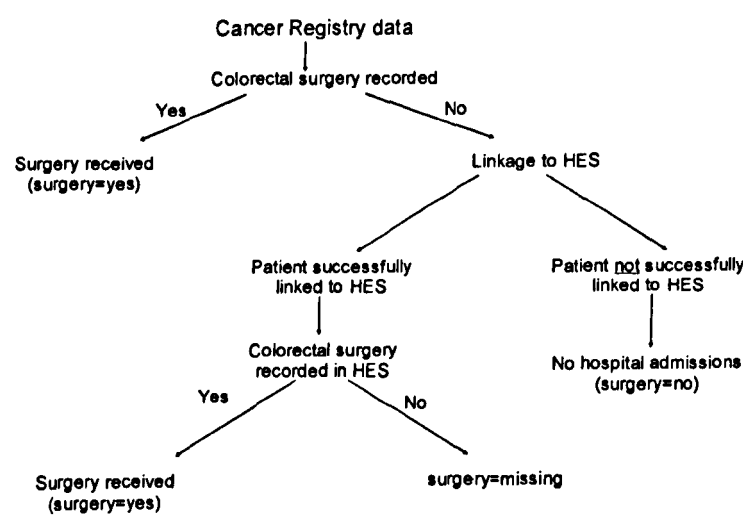 Cancer Registry data
Colorectal surgery recorded
Yes
No
Surgery received
(surgery=yes)
Linkage to HES
Patient successfully
linked to HES
Patient not successfully
linked to HES
Colorectal surgery
recorded in HES
No hospital admissions
(surgery=no)
Yes
No
Surgery received
(surgery=yes)
surgery=missing